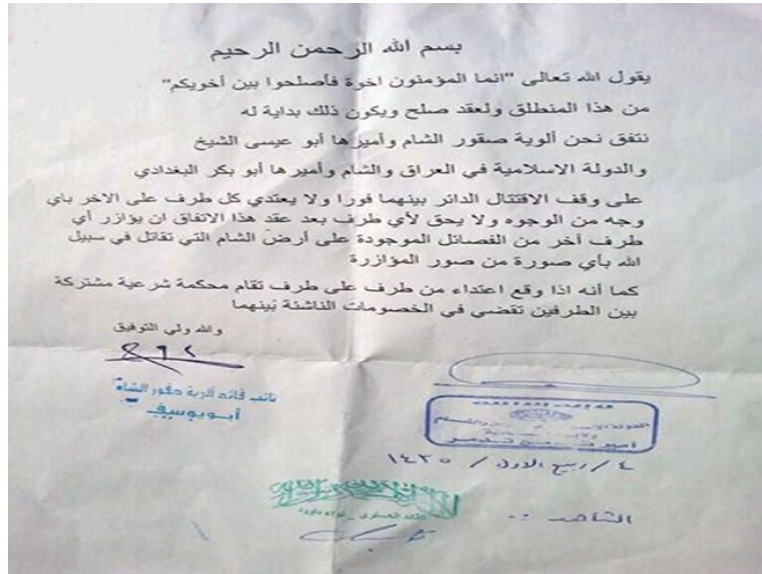 بسم الله الرحمن الرحيم
يقول الله تعالى "انما المؤمنون اخوة فأصلحوا بين أخويكم"
من هذا المنطلق ولعقد صلح ويكون ذلك بداية له
نتفق نحن ألوية صقور الشام وأميرها أبو عيسى الشيخ
والدولة الاسلامية في العراق والشام وأميرها أبو بكر البغدادي
على وقف الاقتتال الدائر بينهما فورا ولا يعتدي كل طرف على الاخر باي
وجه من الوجوه ولا يحق لأي طرف بعد عقد هذا الاتفاق ان يؤازر أي
طرف آخر من الفصائل الموجودة على أرض الشام التي تقاتل في سبيل
الله بأي صورة من صور المؤازرة
كما أنه اذا وقع اعتداء من طرف على طرف تقام محكمة شرعية مشتركة
بين الطرفين تقضي في الخصومات الناشئة بينهما
والله ولي التوفيق
نائب قائد ألوية صقور الشام
أبو يوسف
٤ / ربيع الاول / ١٤٣٥
الشاهد ..